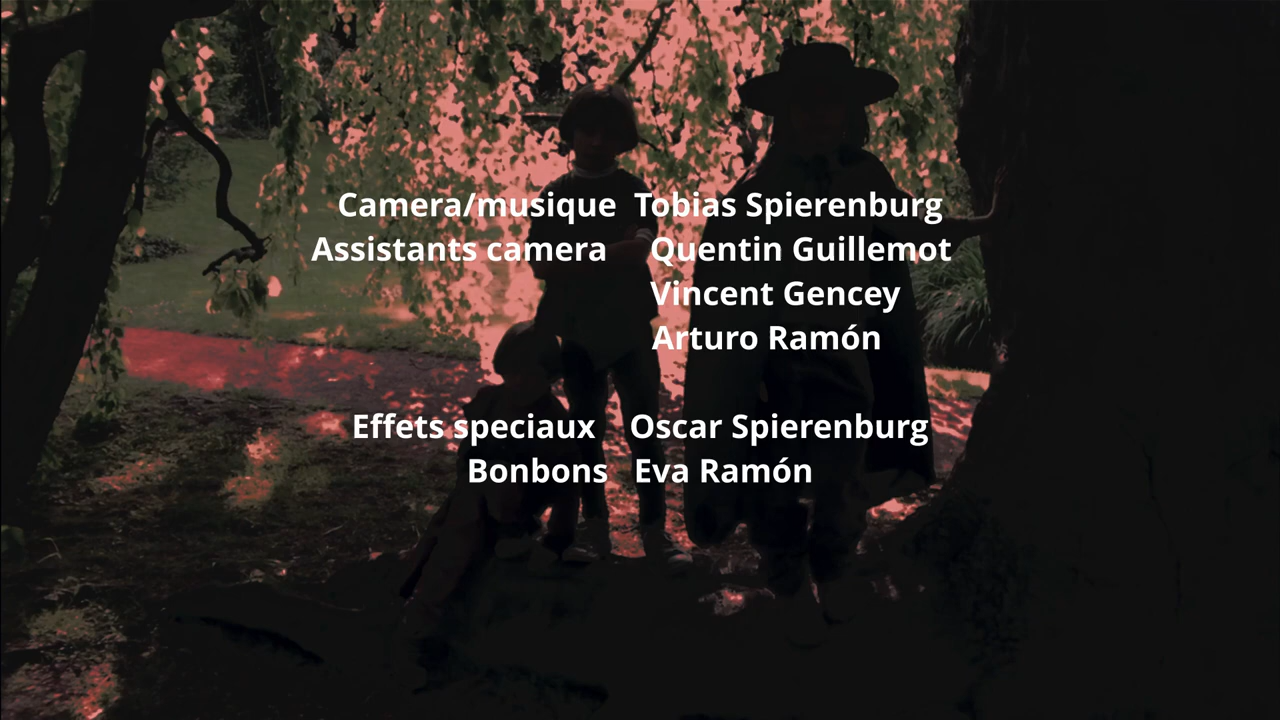 Camera/musique Tobias Spierenburg
Assistants camera Quentin Guillemot
Vincent Gencey
Arturo Ramón
Effets speciaux Oscar Spierenburg
Bonbons Eva Ramón